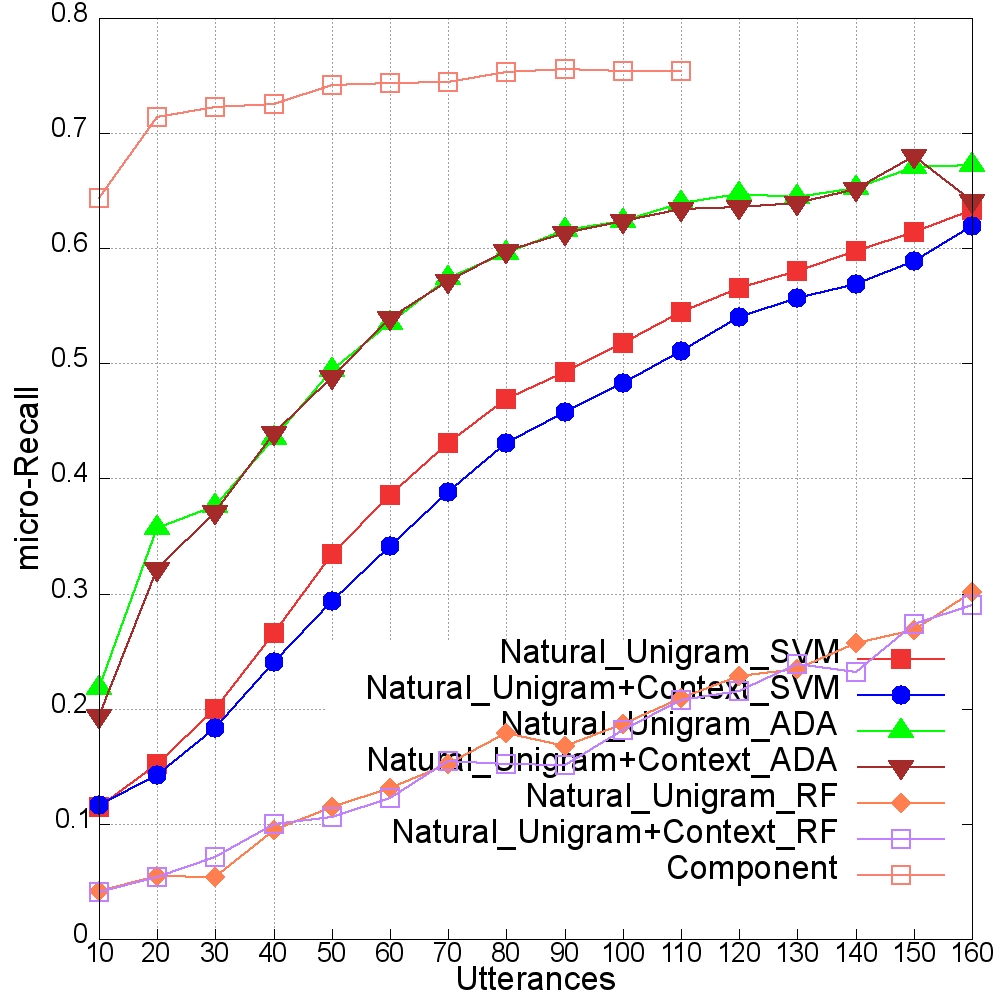 0.8
0.7
0.6
0.5
0.4
0.3
0.2
0.1
0
micro-Recall
Natural_Unigram_SVM
Natural_Unigram+Context_SVM
Natural_Unigram_ADA
Natural_Unigram+Context_ADA
Natural_Unigram_RF
Natural_Unigram+Context_RF
Component
10 20 30 40 50 60 70 80 90 100 110 120 130 140 150 160
Utterances